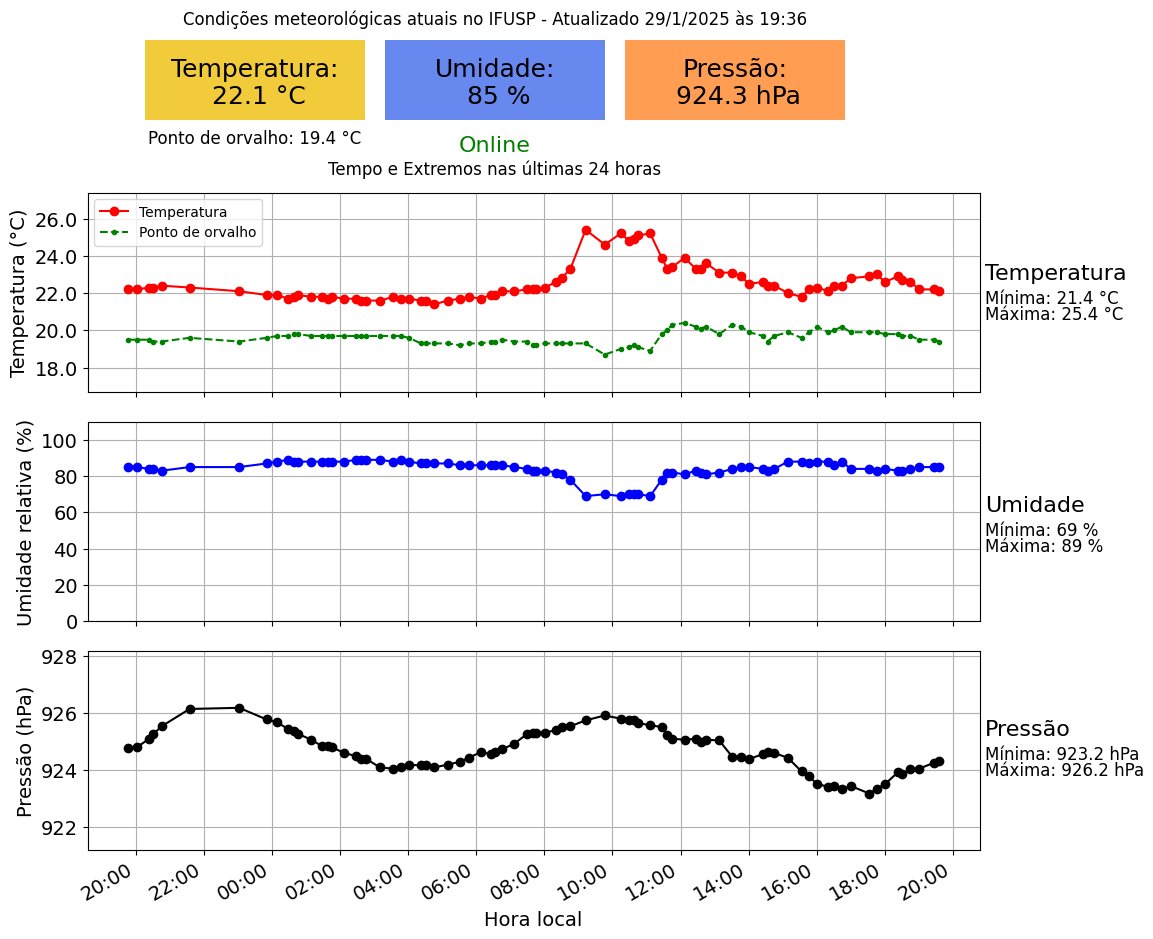 Condições meteorológicas atuais no IFUSP - Atualizado 29/1/2025 às 19:36
Temperatura:
22.1 °C
Umidade:
85 %
Pressão:
924.3 hPa
Ponto de orvalho: 19.4 °C
Online
Tempo e Extremos nas últimas 24 horas
Temperatura (°C)
26.0
24.0
22.0
20.0
18.0
Temperatura
Ponto de orvalho
Temperatura
Mínima: 21.4 °C
Máxima: 25.4 °C
Umidade relativa (%)
100
80
60
40
20
0
Umidade
Mínima: 69 %
Máxima: 89 %
Pressão (hPa)
928
926
924
922
Pressão
Mínima: 923.2 hPa
Máxima: 926.2 hPa
20:00
22:00
00:00
02:00
04:00
06:00
08:00
10:00
12:00
14:00
16:00
18:00
20:00
Hora local